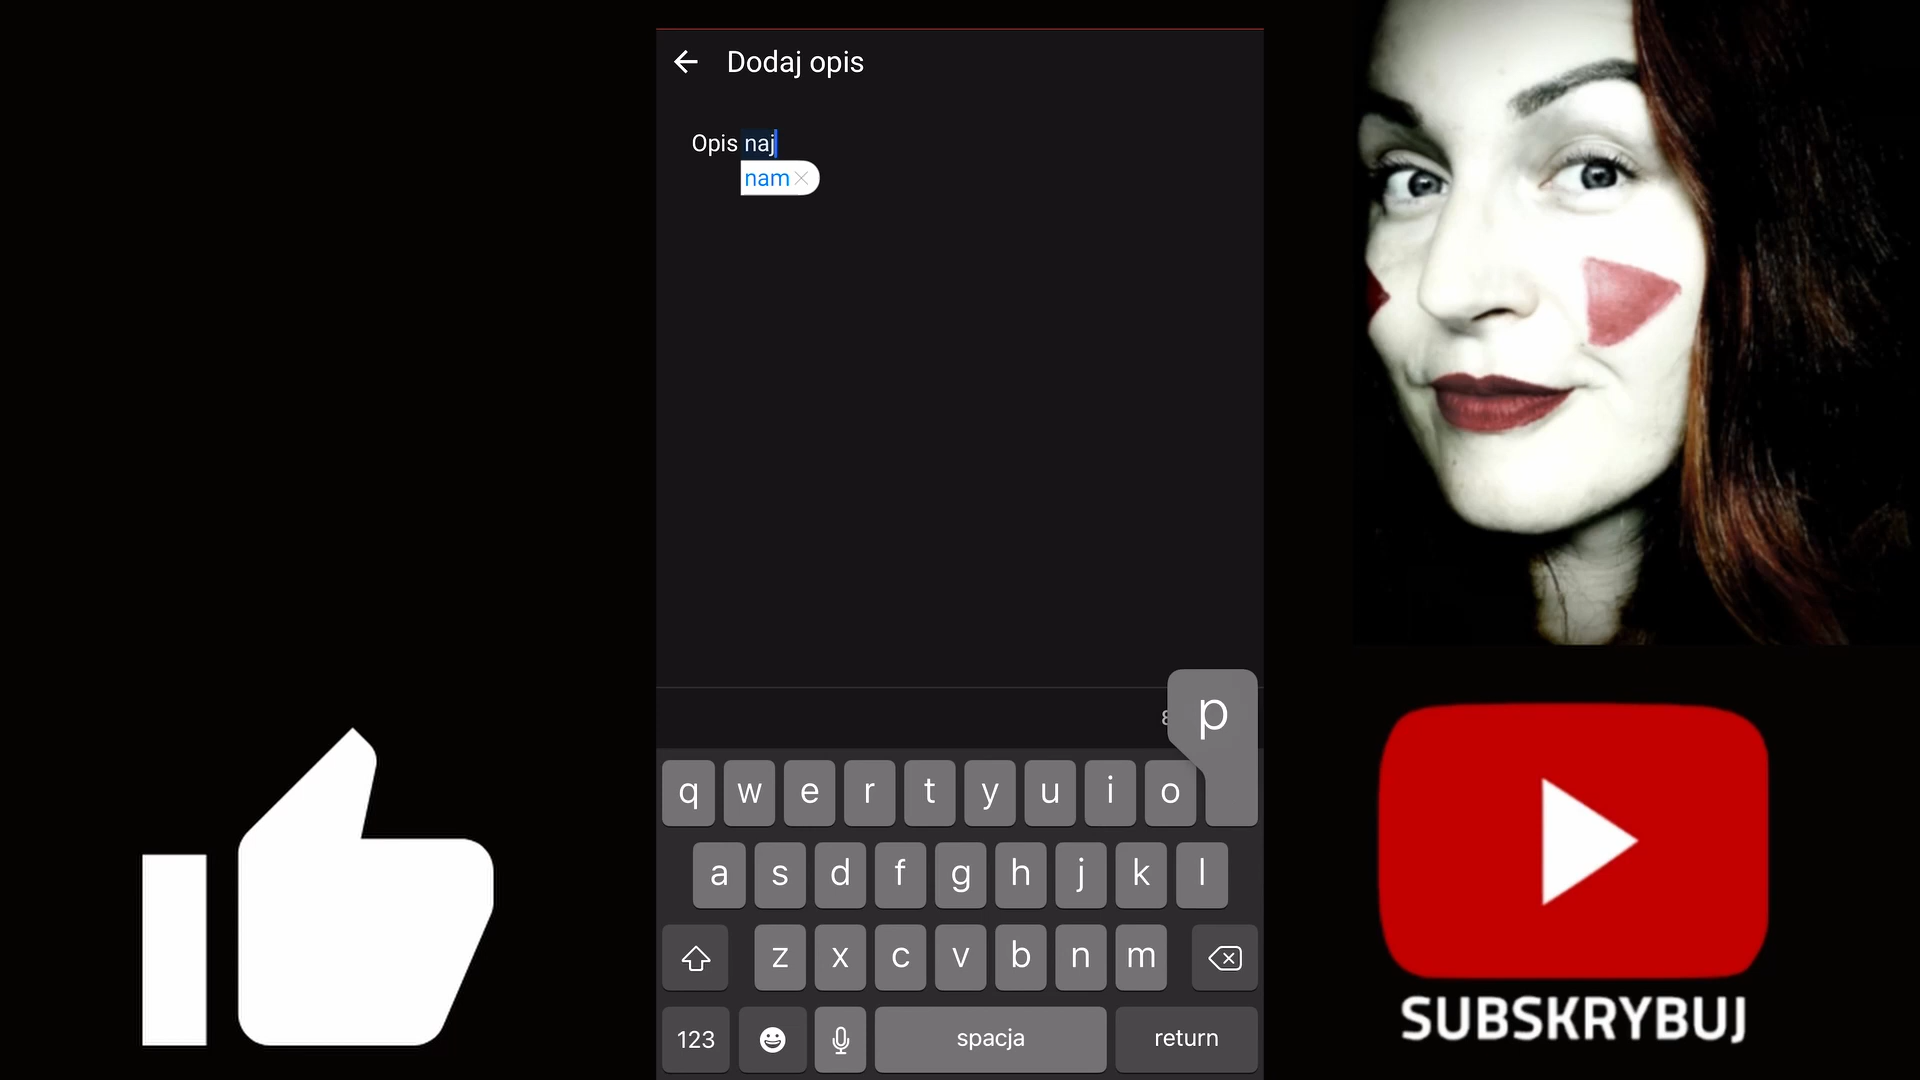 Dodaj opis
Opis naj
nam
p
q w e r t y u i o
a s d f g h j k l
z x c v b n m
123 spacja return
SUBSKRYBUJ